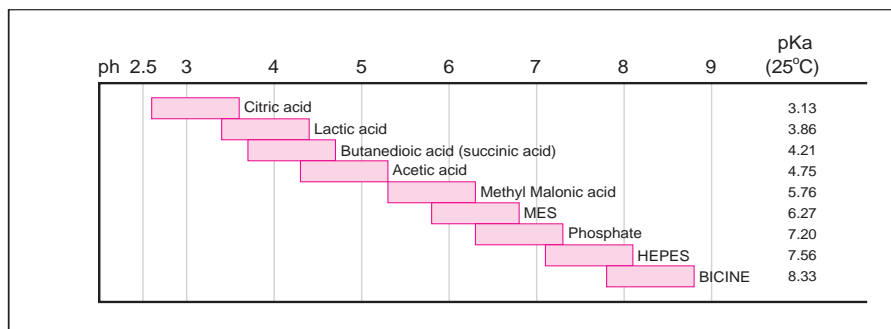 pKa
ph 2.5 3 4 5 6 7 8 9 (25°C)
Citric acid 3.13
Lactic acid 3.86
Butanedioic acid (succinic acid) 4.21
Acetic acid 4.75
Methyl Malonic acid 5.76
MES 6.27
Phosphate 7.20
HEPES 7.56
BICINE 8.33